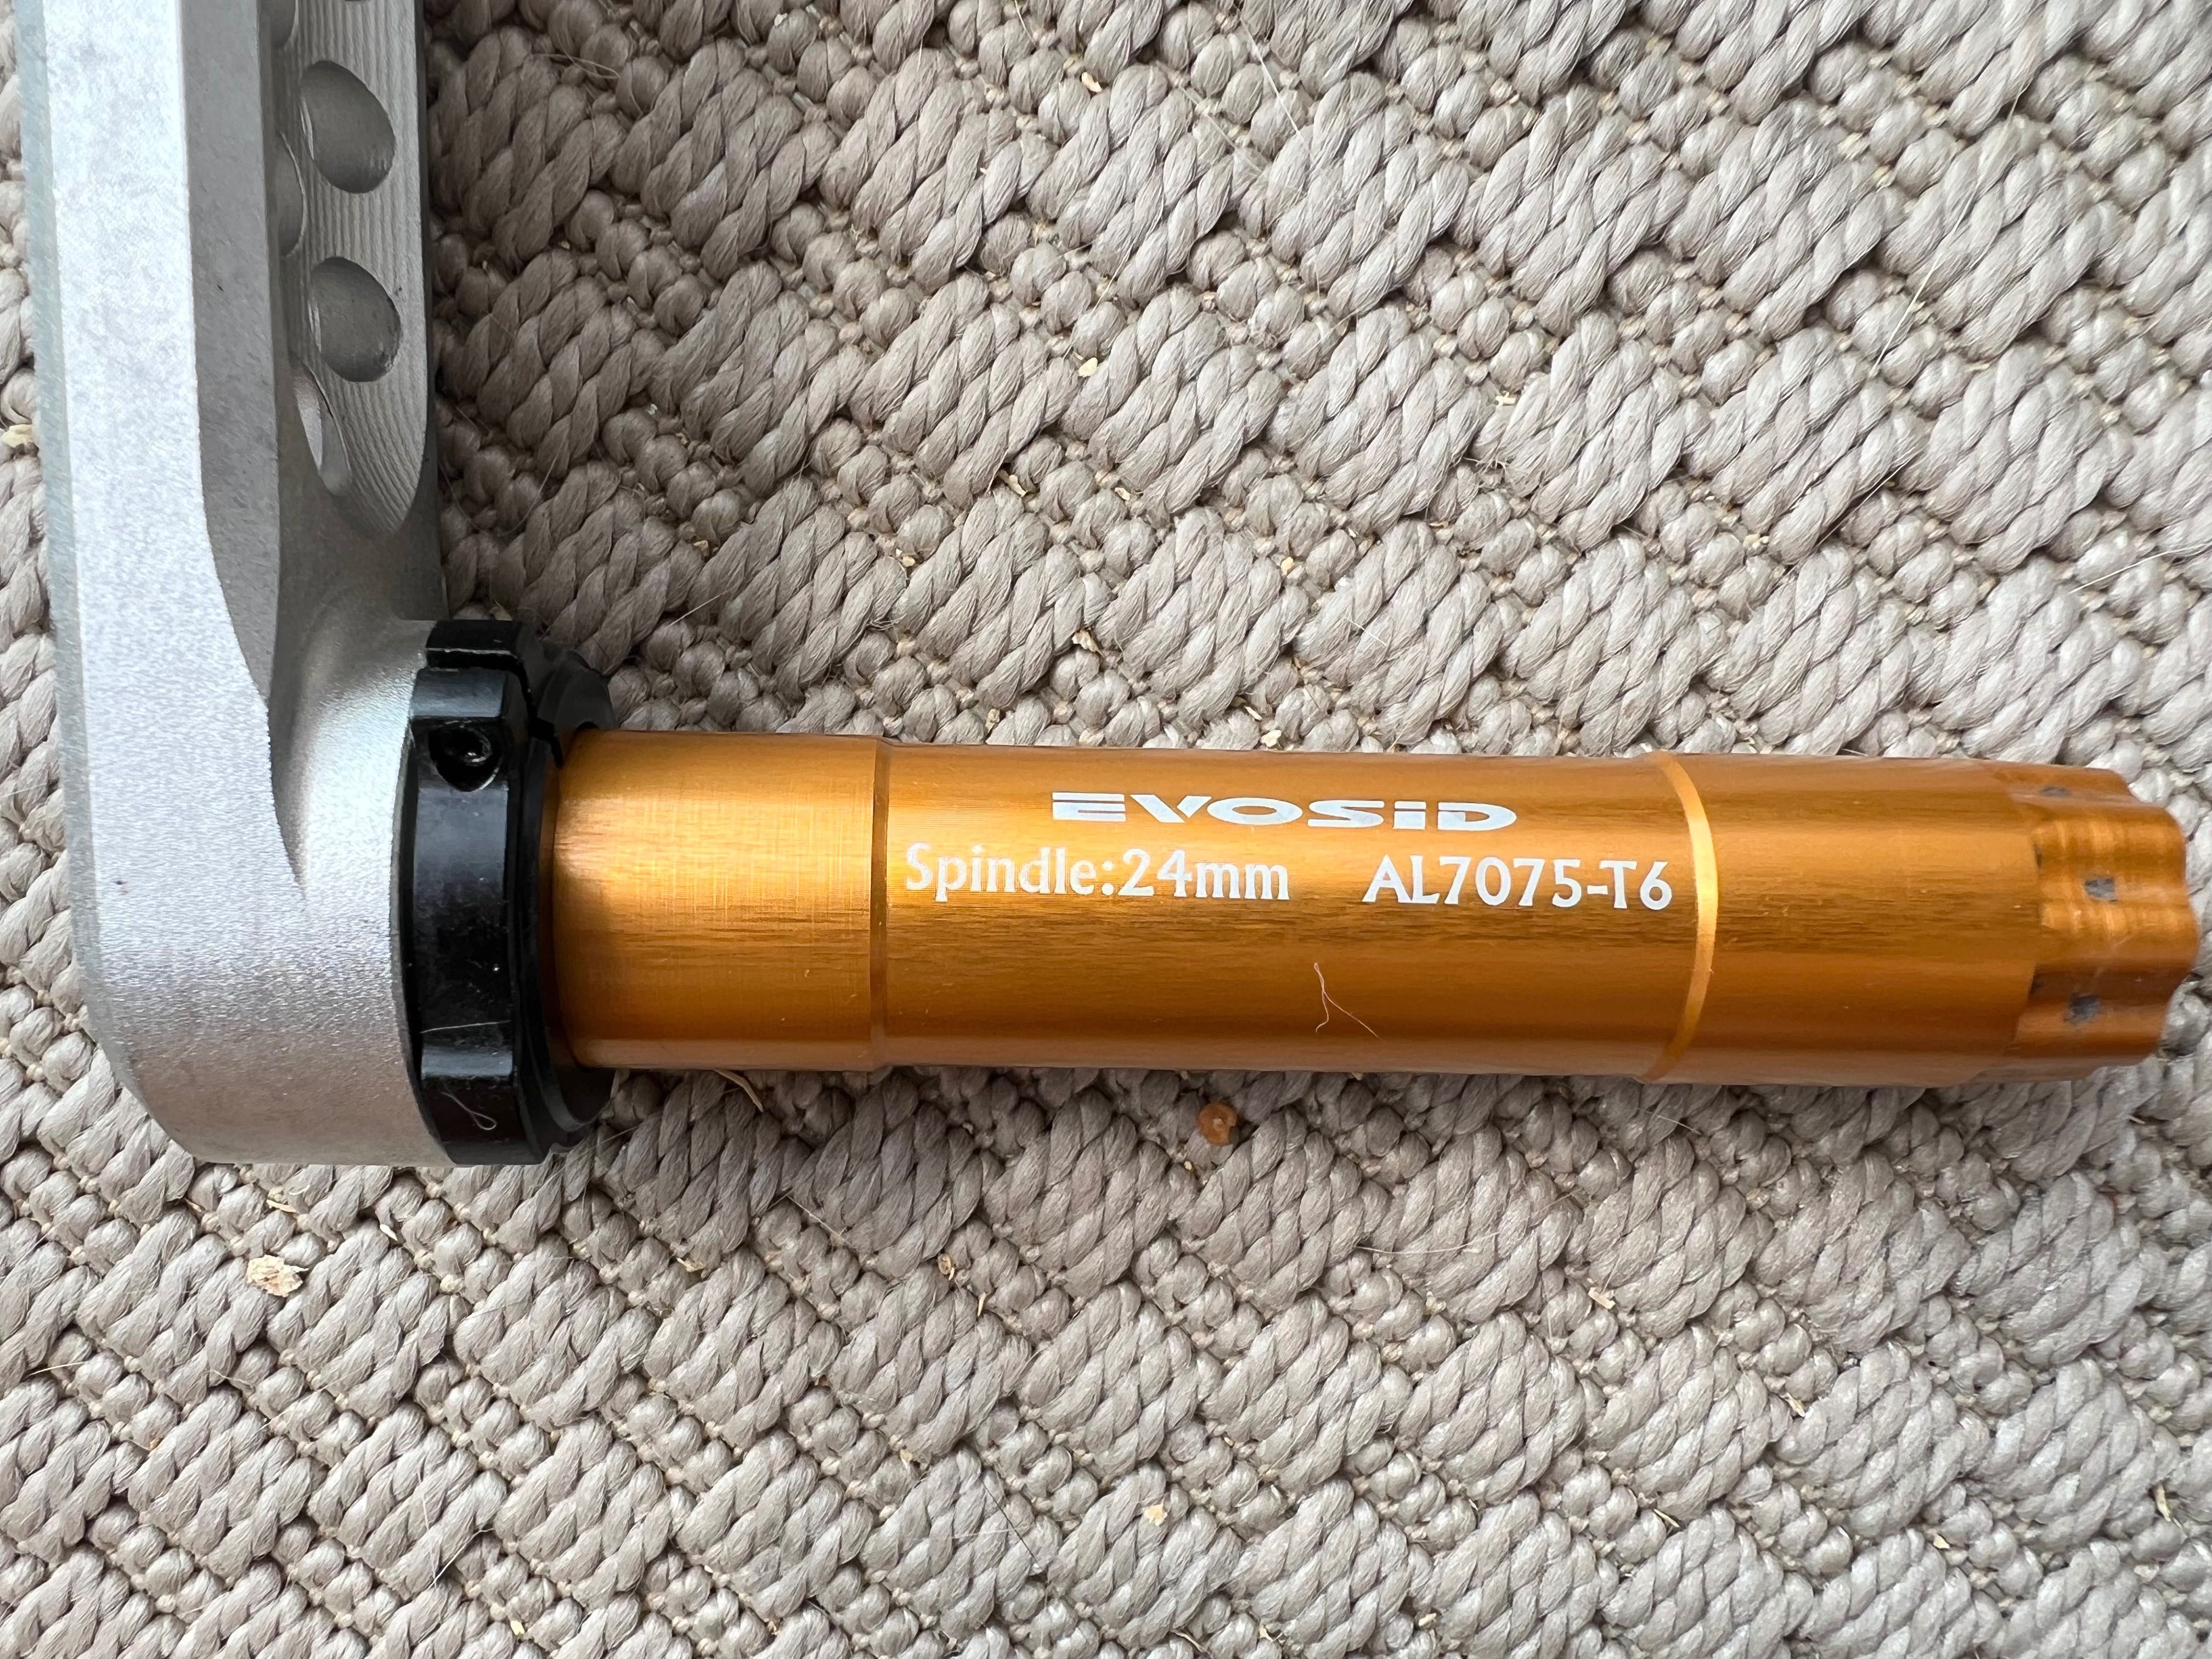 EVOSiD
Spindle:24mm AL7075-T6